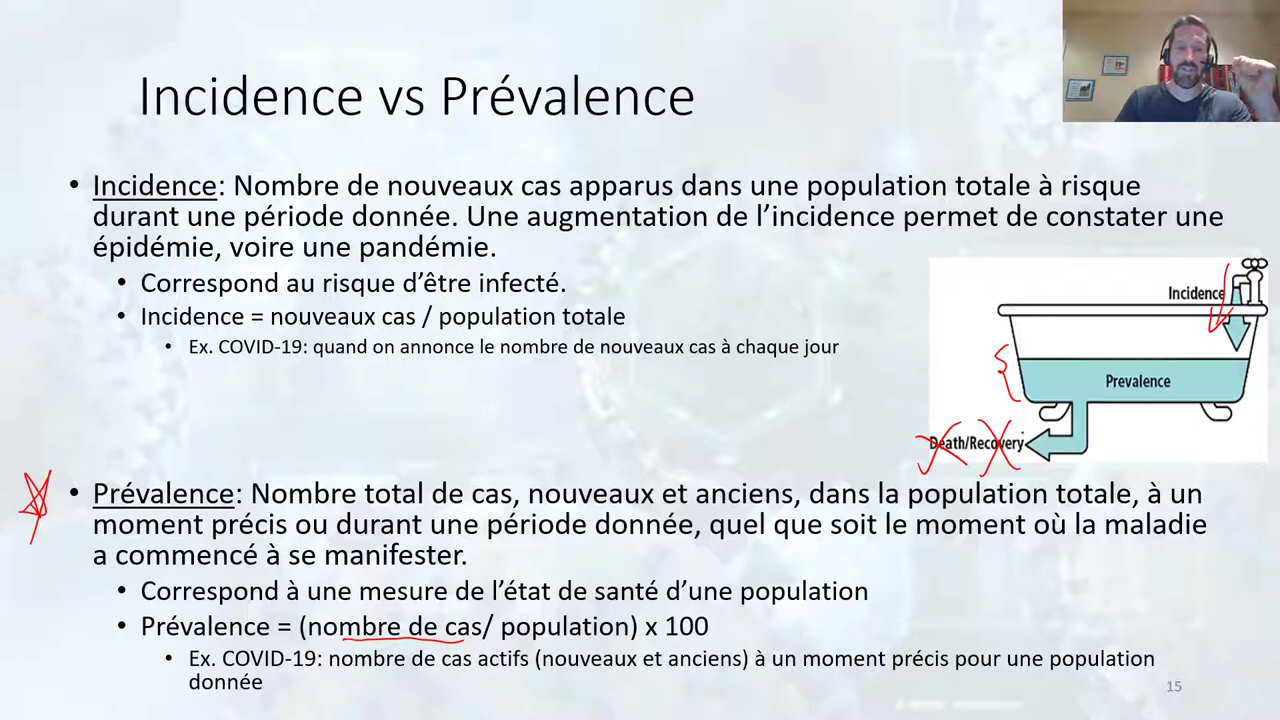 Incidence vs Prévalence
• Incidence: Nombre de nouveaux cas apparus dans une population totale à risque
durant une période donnée. Une augmentation de l’incidence permet de constater une
épidémie, voire une pandémie.
• Correspond au risque d’être infecté.
• Incidence = nouveaux cas / population totale
• Ex. COVID-19: quand on annonce le nombre de nouveaux cas à chaque jour
Incidence
Prevalence
Death/Recovery
• Prévalence: Nombre total de cas, nouveaux et anciens, dans la population totale, à un
moment précis ou durant une période donnée, quel que soit le moment où la maladie
a commencé à se manifester.
• Correspond à une mesure de l’état de santé d’une population
• Prévalence = (nombre de cas/ population) x 100
• Ex. COVID-19: nombre de cas actifs (nouveaux et anciens) à un moment précis pour une population
donnée
15